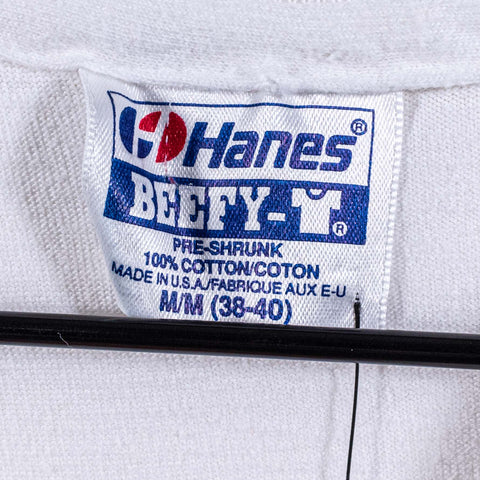 Hanes®
BEEFY-T®
PRE-SHRUNK
100% COTTON/COTON
MADE IN U.S.A./FABRIQUE AUX E-U
M/M (38-40)